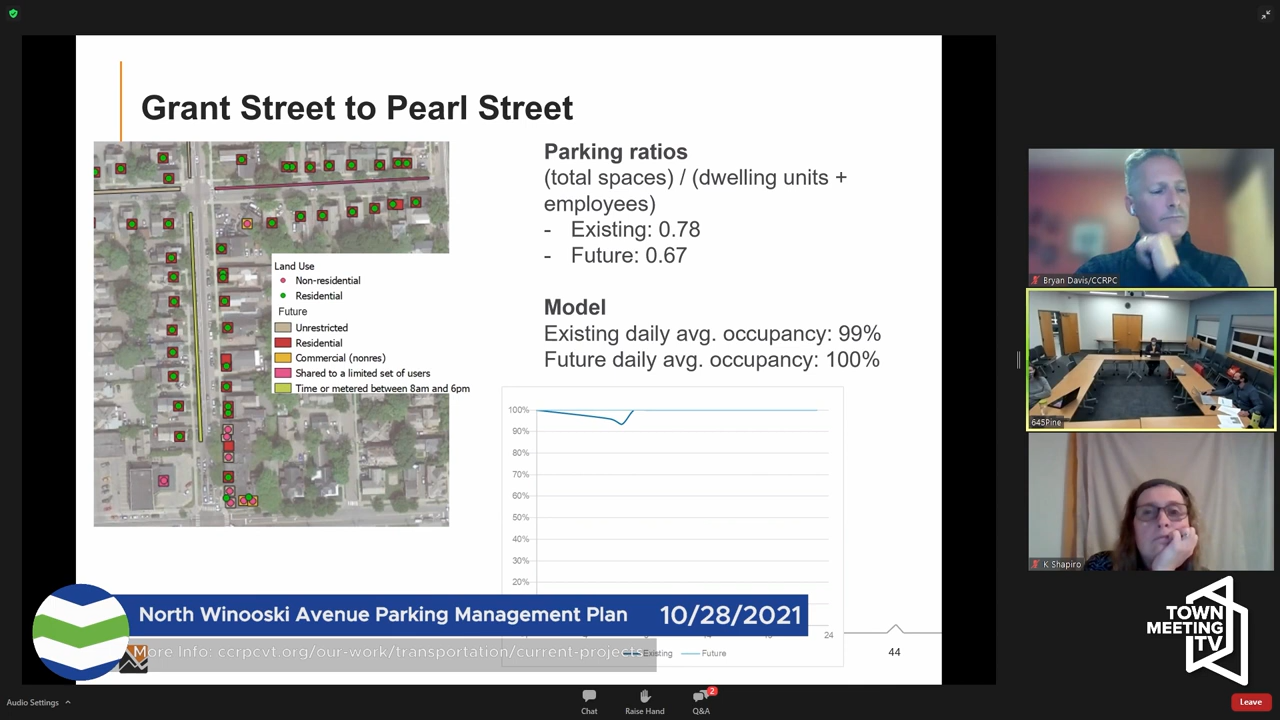 Grant Street to Pearl Street
Land Use
Non-residential
Residential
Future
Unrestricted
Residential
Commercial (nonres)
Shared to a limited set of users
Time or metered between 8am and 6pm
Parking ratios
(total spaces) / (dwelling units +
employees)
- Existing: 0.78
- Future: 0.67
Model
Existing daily avg. occupancy: 99%
Future daily avg. occupancy: 100%
100%
90%
80%
70%
60%
50%
40%
30%
20%
24
Existing
Future
44
North Winooski Avenue Parking Management Plan 10/28/2021
More Info: ccrpcvt.org/our-work/transportation/current-projects
Bryan Davis/CCRPC
645Pine
K Shapiro
TOWN
MEETING
TV
Audio Settings
Chat
Raise Hand
2
Q&A
Leave